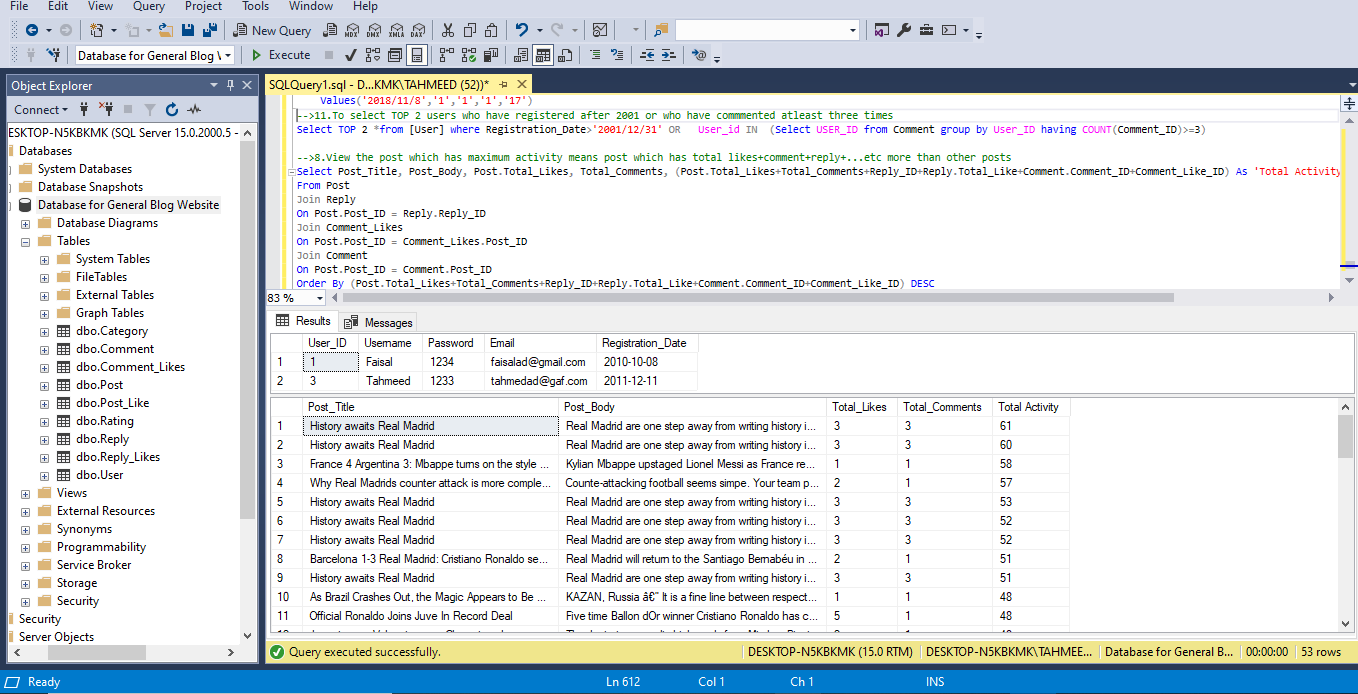 File Edit View Query Project Tools Window Help
New Query MDX DMX XMLA DAX
Database for General Blog W Execute
Object Explorer
SQLQuery1.sql - D...KMK\TAHMEED (52))*
Connect
ESKTOP-N5KBKMK (SQL Server 15.0.2000.5 -
Databases
System Databases
Database Snapshots
Database for General Blog Website
Database Diagrams
Tables
System Tables
FileTables
External Tables
Graph Tables
dbo.Category
dbo.Comment
dbo.Comment_Likes
dbo.Post
dbo.Post_Like
dbo.Rating
dbo.Reply
dbo.Reply_Likes
dbo.User
Views
External Resources
Synonyms
Programmability
Service Broker
Storage
Security
Security
Server Objects
Values('2018/11/8','1','1','1','17')
-->11.To select TOP 2 users who have registered after 2001 or who have commmented atleast three times
Select TOP 2 *from [User] where Registration_Date>'2001/12/31' OR User_id IN (Select USER_ID from Comment group by User_ID having COUNT(Comment_ID)>=3)
-->8.View the post which has maximum activity means post which has total likes+comment+reply+...etc more than other posts
Select Post_Title, Post_Body, Post.Total_Likes, Total_Comments, (Post.Total_Likes+Total_Comments+Reply_ID+Reply.Total_Like+Comment.Comment_ID+Comment_Like_ID) As 'Total Activity
From Post
Join Reply
On Post.Post_ID = Reply.Reply_ID
Join Comment_Likes
On Post.Post_ID = Comment_Likes.Post_ID
Join Comment
On Post.Post_ID = Comment.Post_ID
Order By (Post.Total_Likes+Total_Comments+Reply_ID+Reply.Total_Like+Comment.Comment_ID+Comment_Like_ID) DESC
83 %
Results Messages
User_ID Username Password Email Registration_Date
1 1 Faisal 1234 faisalad@gmail.com 2010-10-08
2 3 Tahmeed 1233 tahmedad@gaf.com 2011-12-11
Post_Title Post_Body Total_Likes Total_Comments Total Activity
1 History awaits Real Madrid Real Madrid are one step away from writing history i... 3 3 61
2 History awaits Real Madrid Real Madrid are one step away from writing history i... 3 3 60
3 France 4 Argentina 3: Mbappe turns on the style ... Kylian Mbappe upstaged Lionel Messi as France re... 1 1 58
4 Why Real Madrids counter attack is more comple... Counte-attacking football seems simpe. Your team p... 2 1 57
5 History awaits Real Madrid Real Madrid are one step away from writing history i... 3 3 53
6 History awaits Real Madrid Real Madrid are one step away from writing history i... 3 3 52
7 History awaits Real Madrid Real Madrid are one step away from writing history i... 3 3 52
8 Barcelona 1-3 Real Madrid: Cristiano Ronaldo se... Real Madrid will return to the Santiago Bernabéu in ... 2 1 51
9 History awaits Real Madrid Real Madrid are one step away from writing history i... 3 3 51
10 As Brazil Crashes Out, the Magic Appears to Be ... KAZAN, Russia â€" It is a fine line between respect... 1 1 48
11 Official Ronaldo Joins Juve In Record Deal Five time Ballon dOr winner Cristiano Ronaldo has c... 5 1 48
Query executed successfully. DESKTOP-N5KBKMK (15.0 RTM) DESKTOP-N5KBKMK\TAHMEE... Database for General B... 00:00:00 53 rows
Ready Ln 612 Col 1 Ch 1 INS